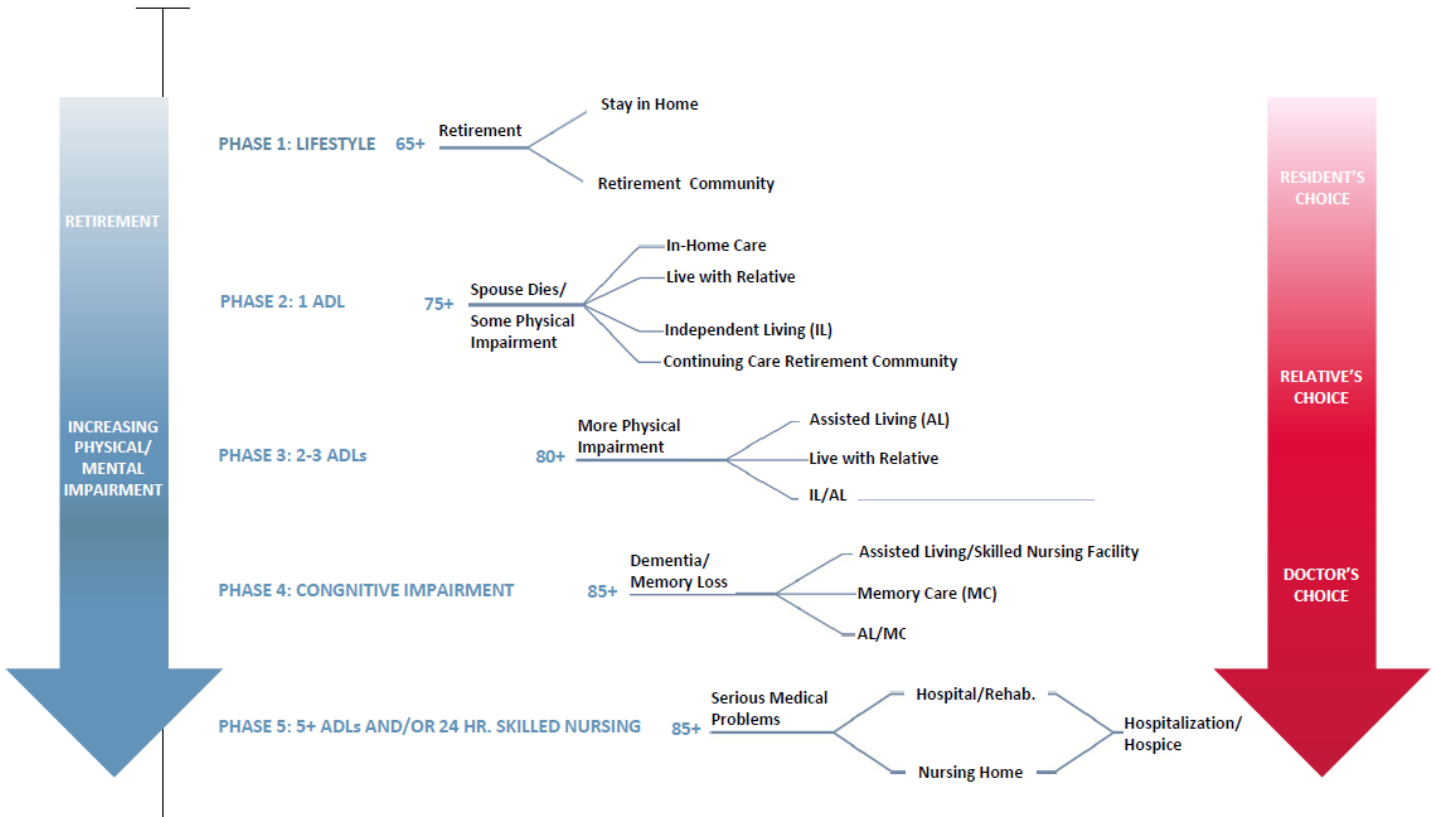 PHASE 1: LIFESTYLE
65+
Retirement
Stay in Home
Retirement Community
PHASE 2: 1 ADL
75+
Spouse Dies/
Some Physical
Impairment
In-Home Care
Live with Relative
Independent Living (IL)
Continuing Care Retirement Community
PHASE 3: 2-3 ADLs
80+
More Physical
Impairment
Assisted Living (AL)
Live with Relative
IL/AL
PHASE 4: CONGNITIVE IMPAIRMENT
85+
Dementia/
Memory Loss
Assisted Living/Skilled Nursing Facility
Memory Care (MC)
AL/MC
PHASE 5: 5+ ADLs AND/OR 24 HR. SKILLED NURSING
85+
Serious Medical
Problems
Hospital/Rehab.
Nursing Home
Hospitalization/
Hospice
RETIREMENT
INCREASING
PHYSICAL/
MENTAL
IMPAIRMENT
RESIDENT'S
CHOICE
RELATIVE'S
CHOICE
DOCTOR'S
CHOICE